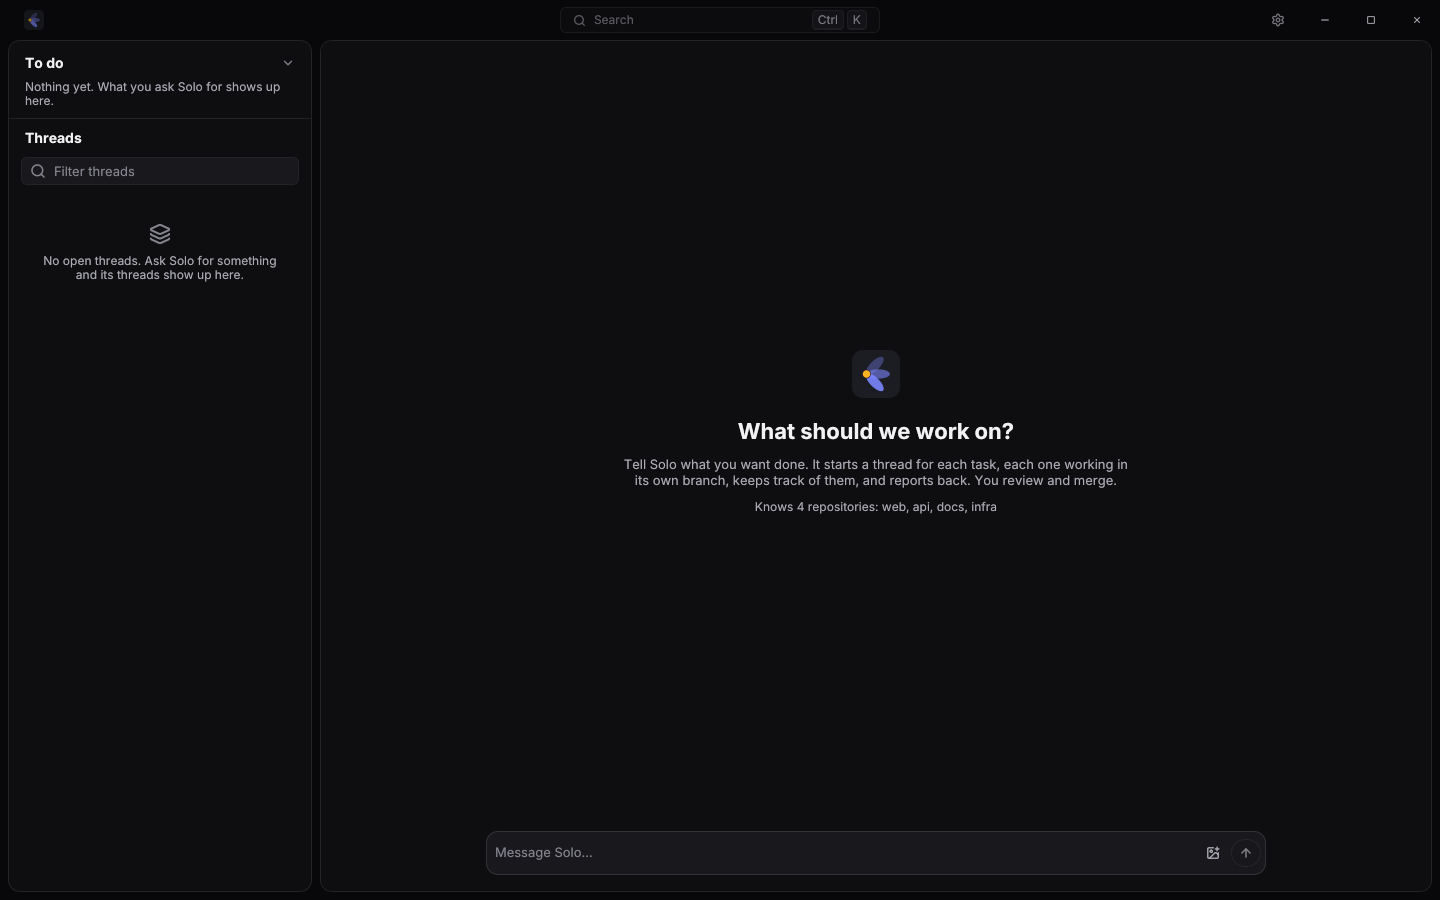 Search
Ctrl K
To do
Nothing yet. What you ask Solo for shows up
here.
Threads
Filter threads
No open threads. Ask Solo for something
and its threads show up here.
What should we work on?
Tell Solo what you want done. It starts a thread for each task, each one working in
its own branch, keeps track of them, and reports back. You review and merge.
Knows 4 repositories: web, api, docs, infra
Message Solo...